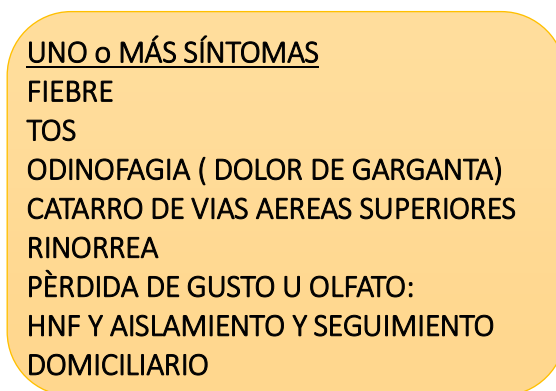 UNO o MÁS SÍNTOMAS
FIEBRE
TOS
ODINOFAGIA ( DOLOR DE GARGANTA)
CATARRO DE VIAS AEREAS SUPERIORES
RINORREA
PÈRDIDA DE GUSTO U OLFATO:
HNF Y AISLAMIENTO Y SEGUIMIENTO
DOMICILIARIO